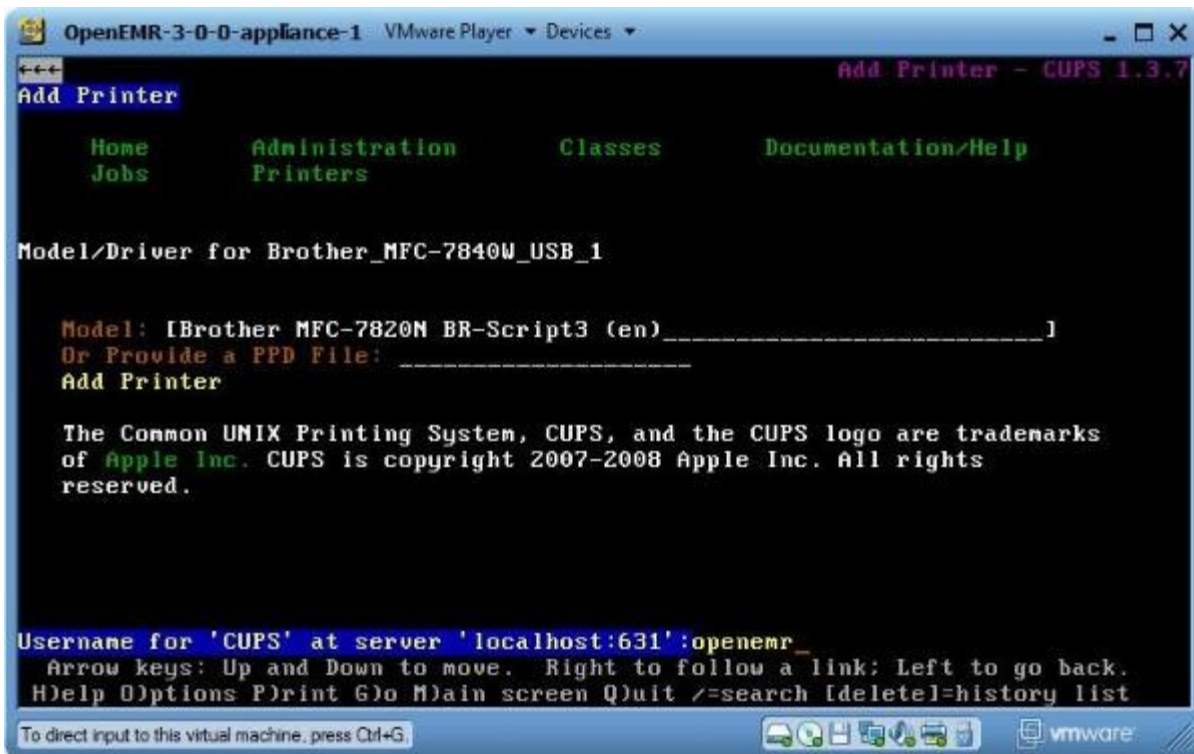 OpenEMR-3-0-0-appliance-1 VMware Player Devices
←←← Add Printer - CUPS 1.3.7
Add Printer
Home Administration Classes Documentation/Help
Jobs Printers
Model/Driver for Brother_MFC-7840W_USB_1
Model: [Brother MFC-7820N BR-Script3 (en)__________________________]
Or Provide a PPD File: ____________________
Add Printer
The Common UNIX Printing System, CUPS, and the CUPS logo are trademarks
of Apple Inc. CUPS is copyright 2007-2008 Apple Inc. All rights
reserved.
Username for 'CUPS' at server 'localhost:631':openemr_
Arrow keys: Up and Down to move. Right to follow a link; Left to go back.
H)elp O)ptions P)rint G)o M)ain screen Q)uit /=search [delete]=history list
To direct input to this virtual machine, press Ctrl+G. vmware